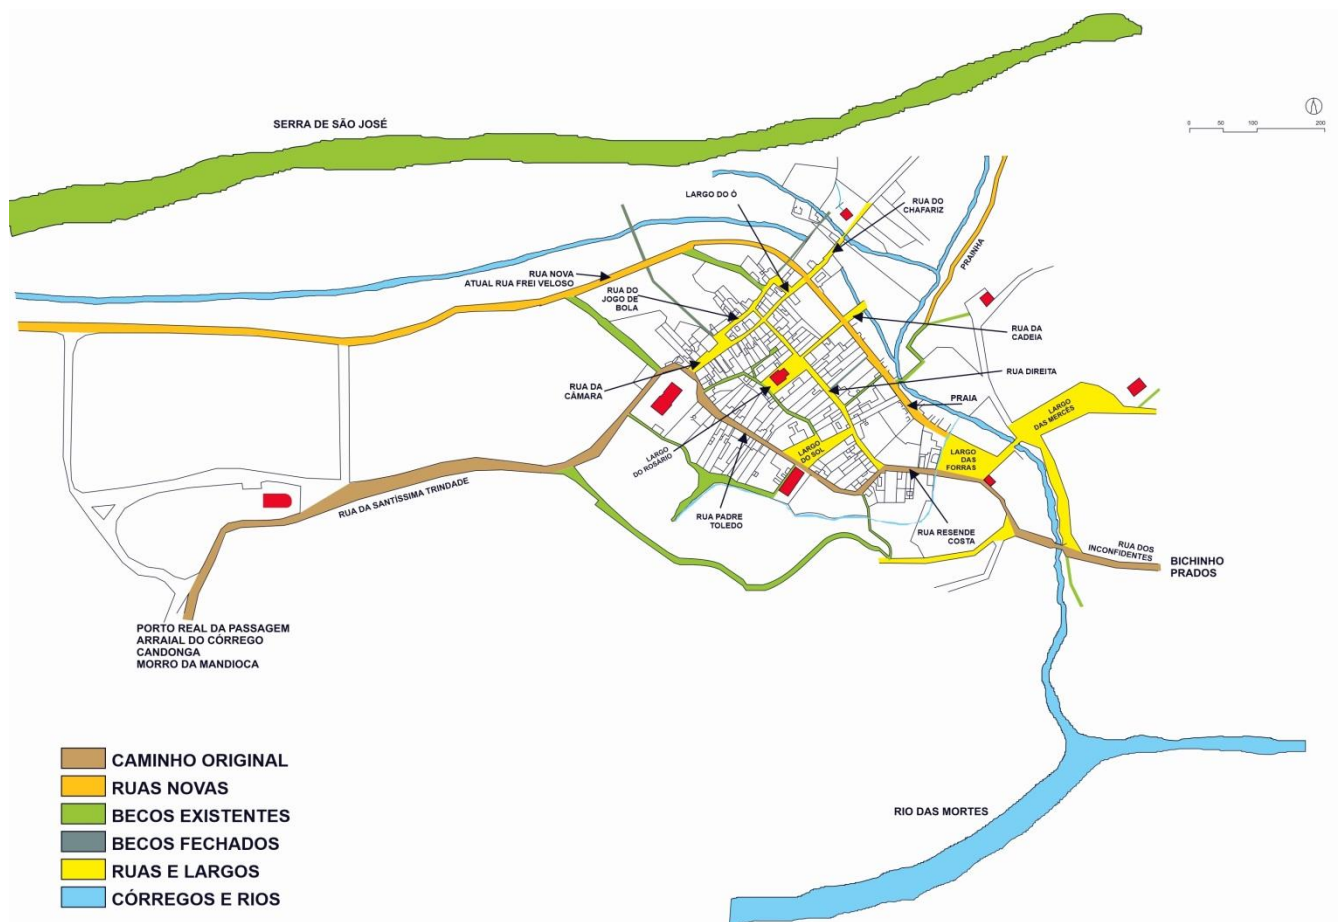 SERRA DE SÃO JOSÉ
0 50 100 200
LARGO DO Ó
RUA DO
CHAFARIZ
PRAINHA
RUA NOVA
ATUAL RUA FREI VELOSO
RUA DO
JOGO DE
BOLA
RUA DA
CADEIA
RUA DIREITA
RUA DA
CÂMARA
PRAIA
LARGO
DAS MERCÊS
LARGO
DO ROSÁRIO
LARGO
DO SOL
LARGO
DAS
FORRAS
RUA DA SANTÍSSIMA TRINDADE
RUA PADRE
TOLEDO
RUA RESENDE
COSTA
RUA DOS
INCONFIDENTES
BICHINHO
PRADOS
PORTO REAL DA PASSAGEM
ARRAIAL DO CÓRREGO
CANDONGA
MORRO DA MANDIOCA
RIO DAS MORTES
CAMINHO ORIGINAL
RUAS NOVAS
BECOS EXISTENTES
BECOS FECHADOS
RUAS E LARGOS
CÓRREGOS E RIOS